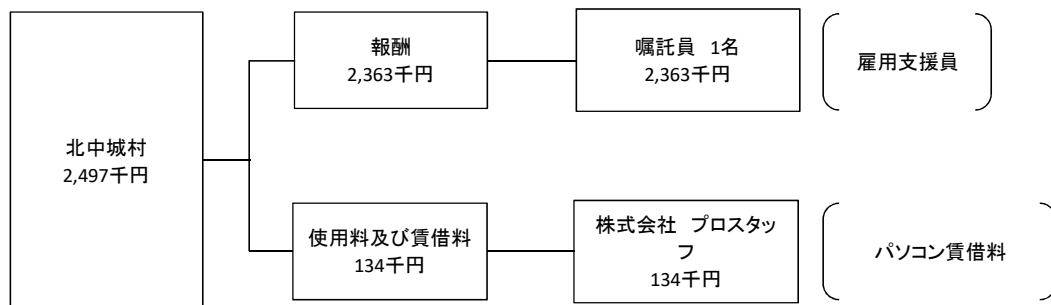 北中城村
2,497千円
報酬
2,363千円
嘱託員　1名
2,363千円
雇用支援員
使用料及び賃借料
134千円
株式会社　プロスタッ
フ
134千円
パソコン賃借料